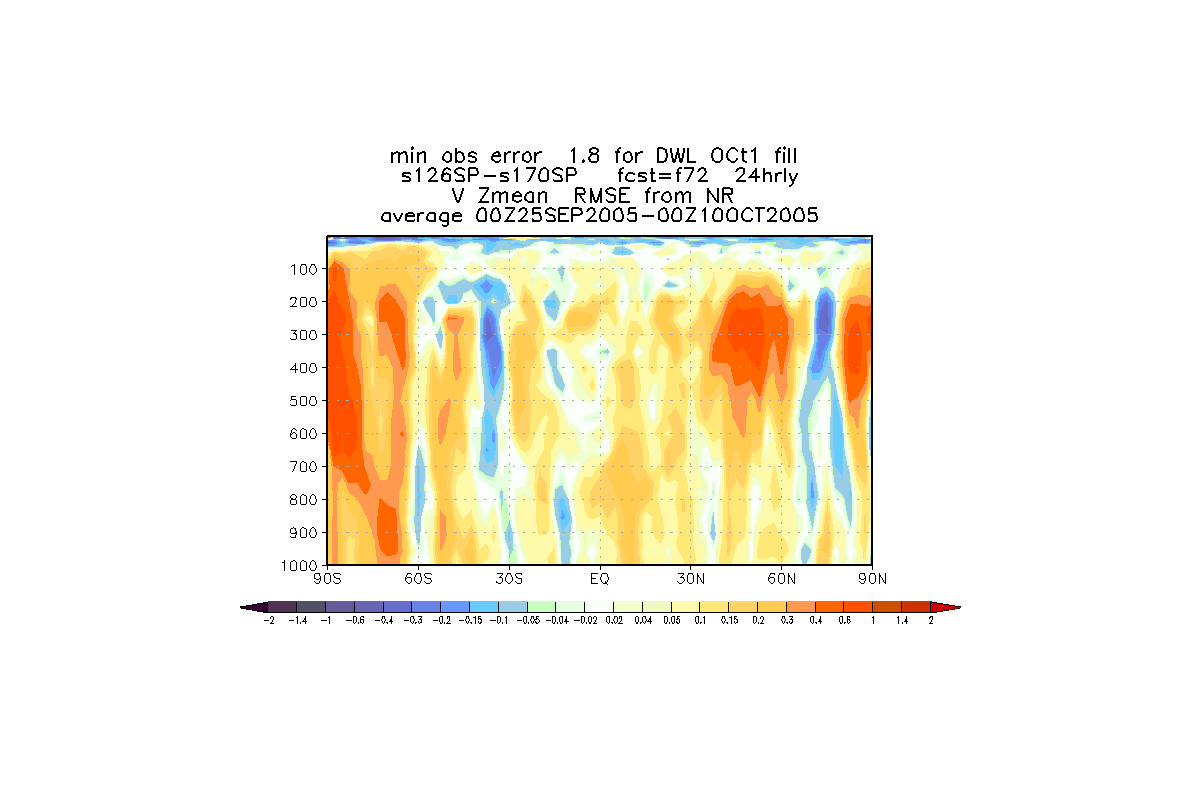 min obs error 1.8 for DWL OCt1 fill
s126SP-s170SP fcst=f72 24hrly
V Zmean RMSE from NR
average 00Z25SEP2005-00Z10OCT2005
100
200
300
400
500
600
700
800
900
1000
90S 60S 30S EQ 30N 60N 90N
-2 -1.4 -1 -0.6 -0.4 -0.3 -0.2 -0.15 -0.1 -0.05 -0.04 -0.02 0.02 0.04 0.05 0.1 0.15 0.2 0.3 0.4 0.6 1 1.4 2